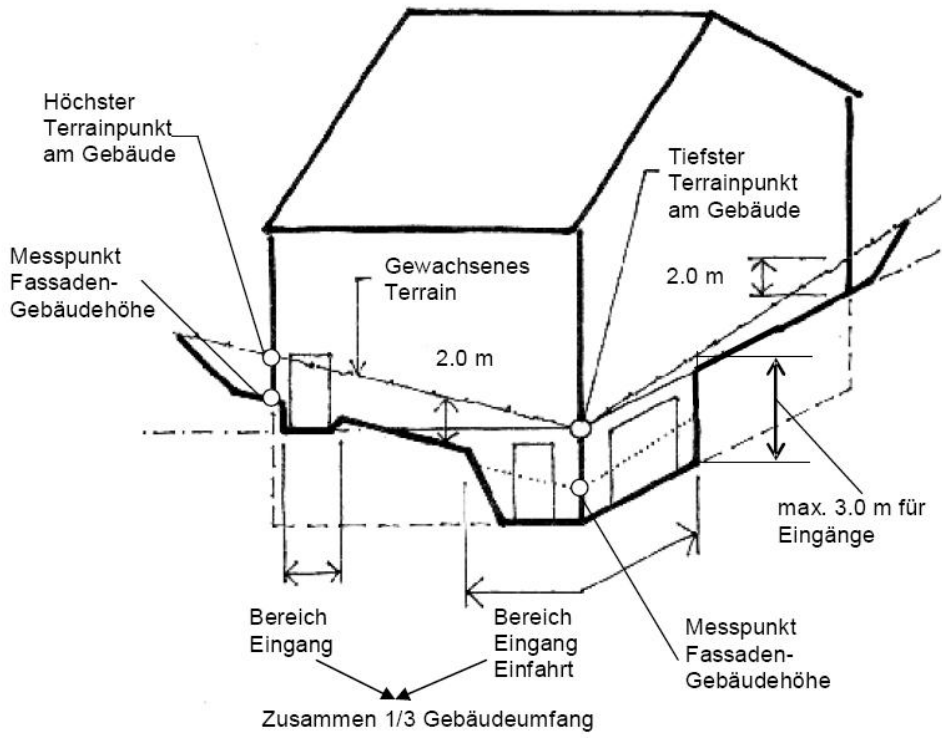 Höchster
Terrainpunkt
am Gebäude
Tiefster
Terrainpunkt
am Gebäude
Messpunkt
Fassaden-
Gebäudehöhe
Gewachsenes
Terrain
2.0 m
2.0 m
max. 3.0 m für
Eingänge
Bereich
Eingang
Bereich
Eingang
Einfahrt
Messpunkt
Fassaden-
Gebäudehöhe
Zusammen 1/3 Gebäudeumfang